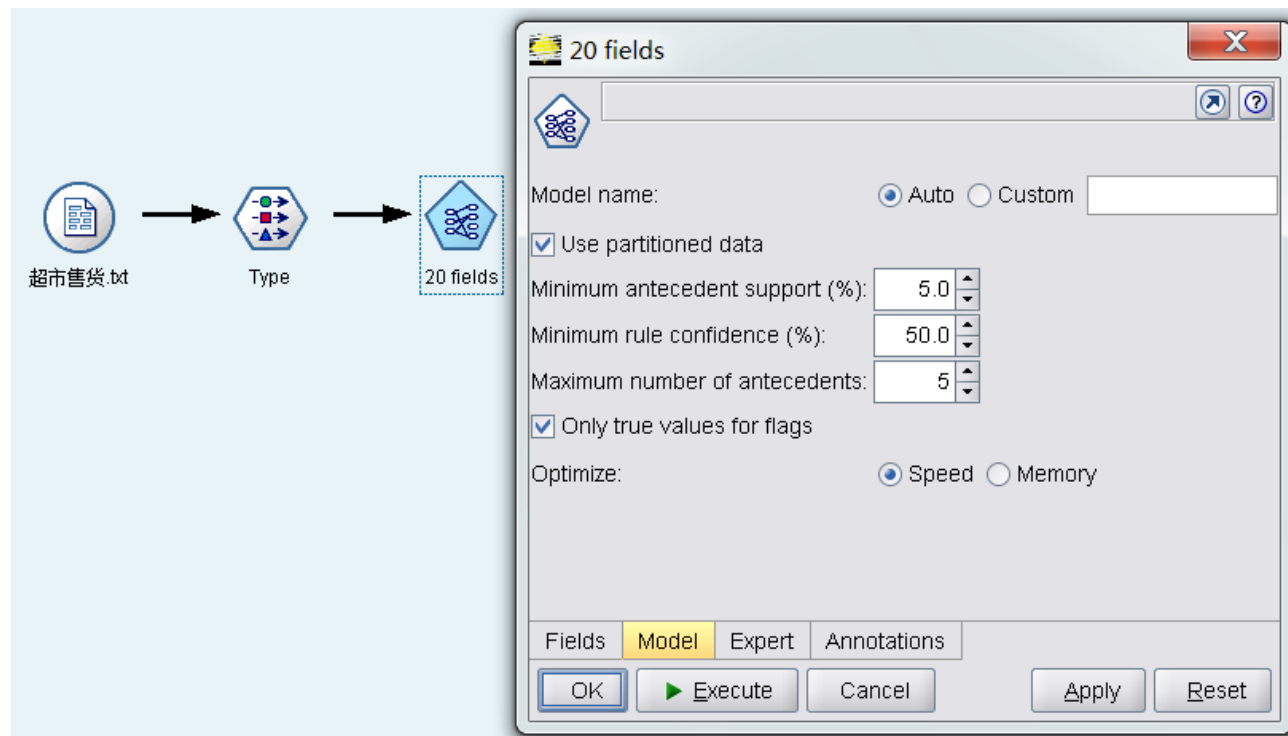 20 fields
Model name:
Auto
Custom
Use partitioned data
Minimum antecedent support (%):
5.0
Minimum rule confidence (%):
50.0
Maximum number of antecedents:
5
Only true values for flags
Optimize:
Speed
Memory
Fields
Model
Expert
Annotations
OK
Execute
Cancel
Apply
Reset
超市售货.txt
Type
20 fields